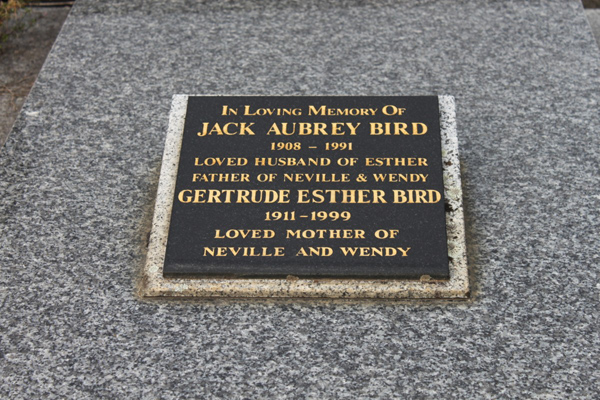 In Loving Memory Of
JACK AUBREY BIRD
1908 – 1991
LOVED HUSBAND OF ESTHER
FATHER OF NEVILLE & WENDY
GERTRUDE ESTHER BIRD
1911 – 1999
LOVED MOTHER OF
NEVILLE AND WENDY